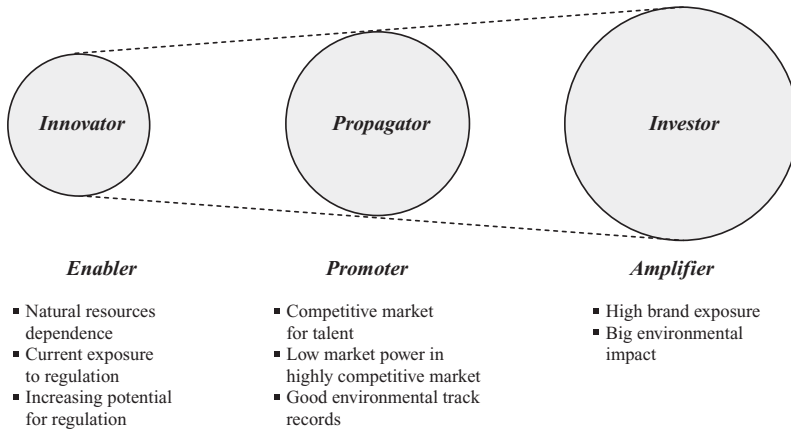 Innovator
Propagator
Investor
Enabler
Promoter
Amplifier
▪ Natural resources
dependence
▪ Current exposure
to regulation
▪ Increasing potential
for regulation
▪ Competitive market
for talent
▪ Low market power in
highly competitive market
▪ Good environmental track
records
▪ High brand exposure
▪ Big environmental
impact